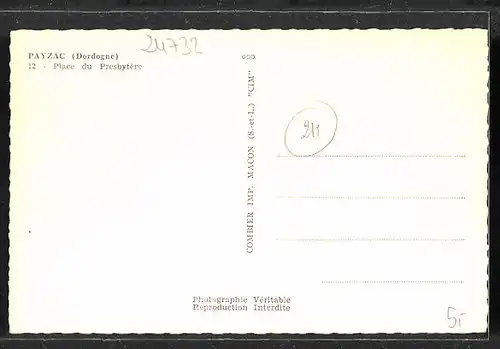 PAYZAC (Dordogne)
12 - Place du Presbytère
24732
COMBIER IMP. MACON (S.-et-L.) "CIM"
211
Photographie Véritable
Reproduction Interdite
5,-